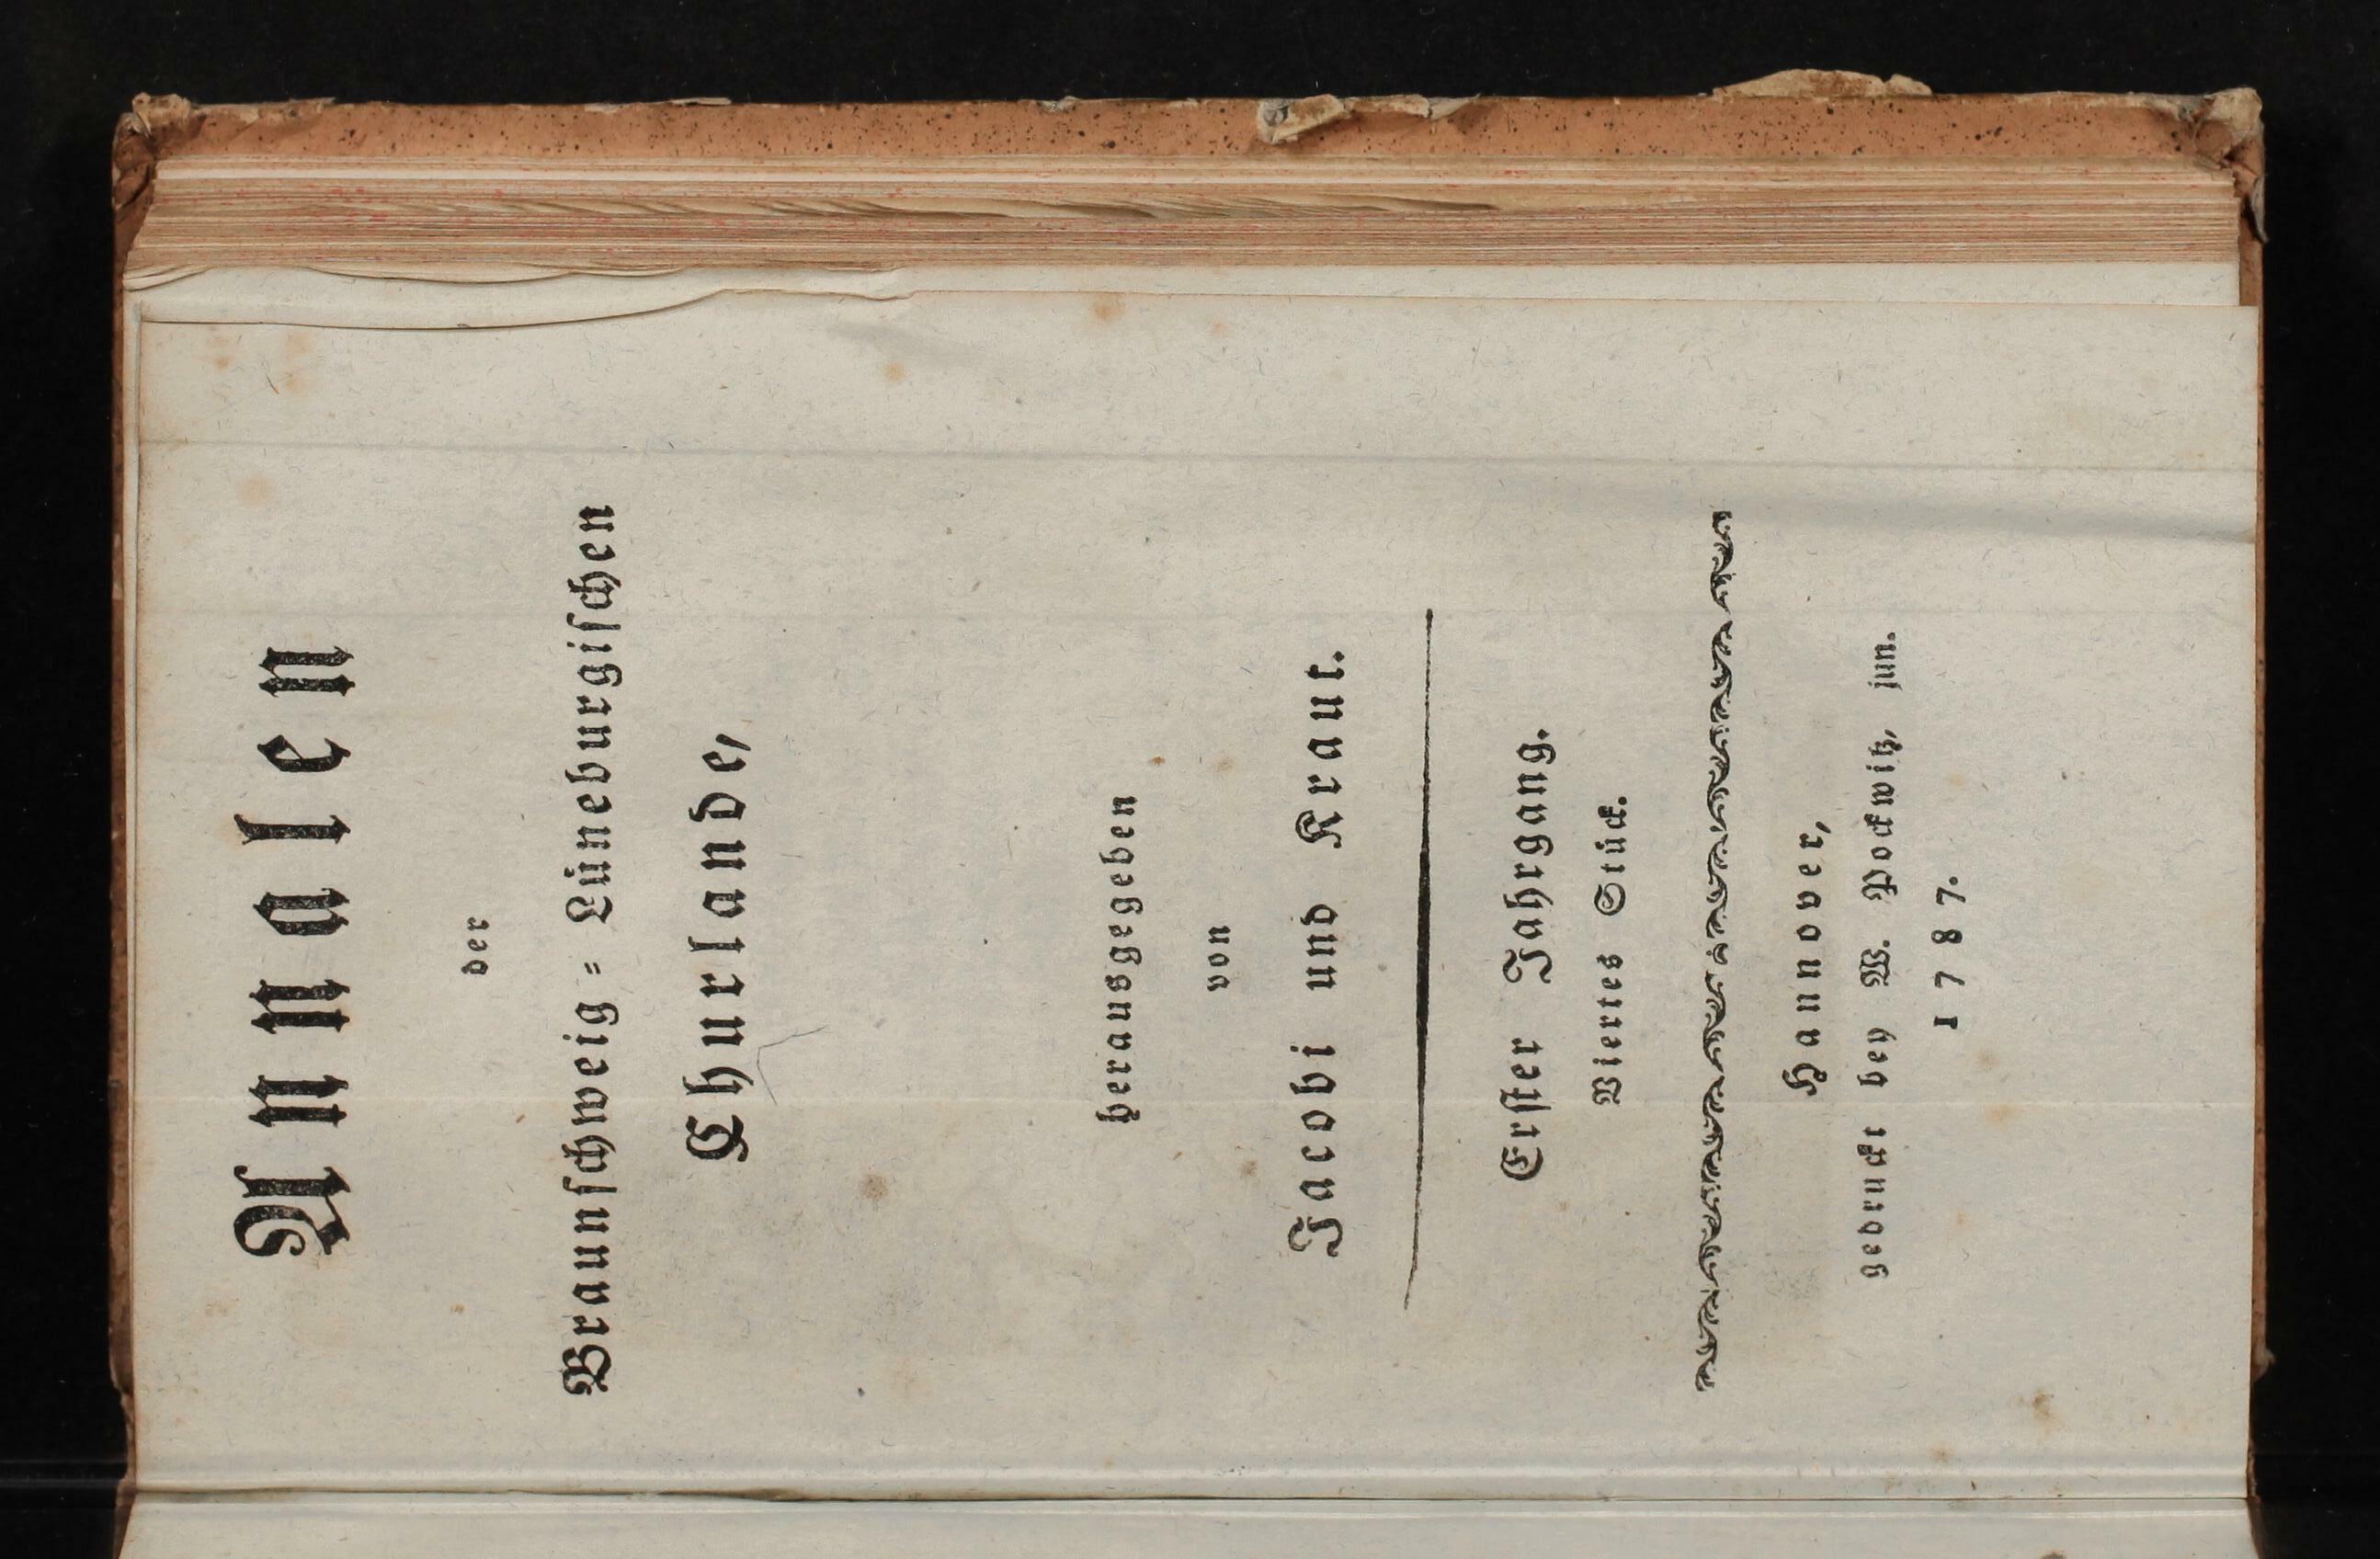 Annalen
der
Braunschweig = Lüneburgischen
Churlande,
herausgegeben
von
Jacobi und Kraut.
Erster Jahrgang.
Viertes Stück.
Hannover,
gedruckt bey W. Pockwitz, jun.
1787.